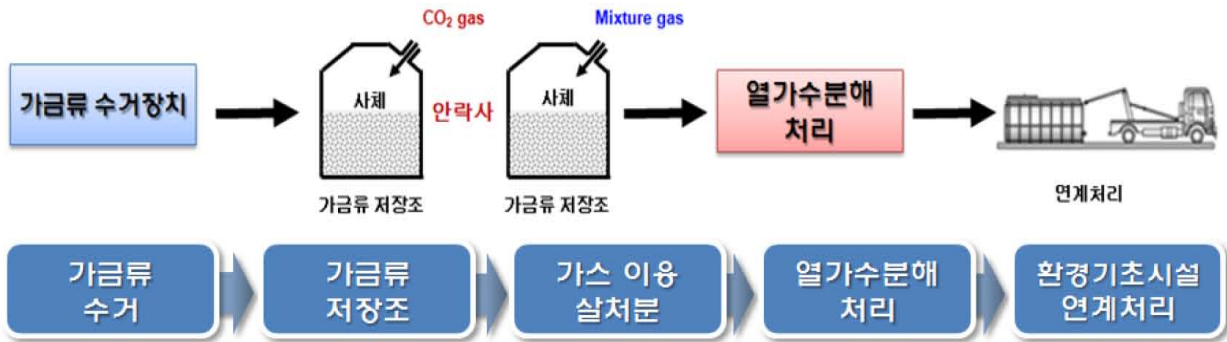 CO₂ gas
Mixture gas
가금류 수거장치
사체
안락사
사체
열가수분해
처리
가금류 저장조
가금류 저장조
연계처리
가금류
수거
가금류
저장조
가스 이용
살처분
열가수분해
처리
환경기초시설
연계처리